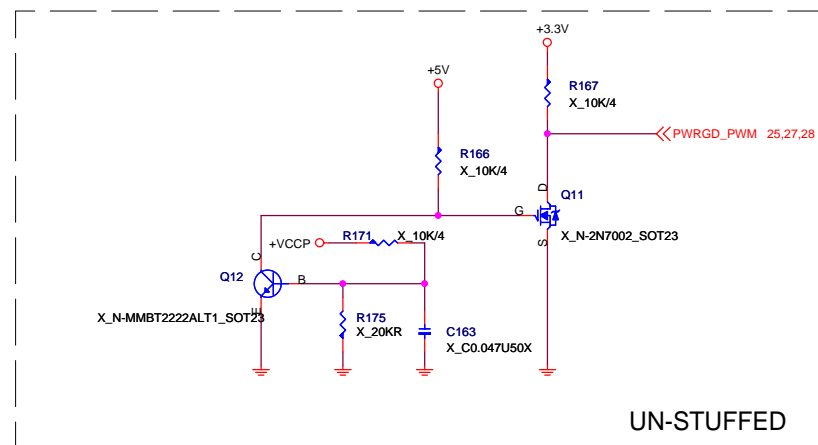 +3.3V
+5V
R167
X_10K/4
PWRGD_PWM 25,27,28
R166
X_10K/4
D
Q11
G
S
X_N-2N7002_SOT23
R171
X_10K/4
+VCCP
C
Q12
B
E
X_N-MMBT2222ALT1_SOT23
R175
X_20KR
C163
X_C0.047U50X
UN-STUFFED